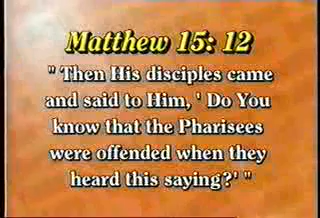 Matthew 15: 12
" Then His disciples came
and said to Him, ' Do You
know that the Pharisees
were offended when they
heard this saying?' "